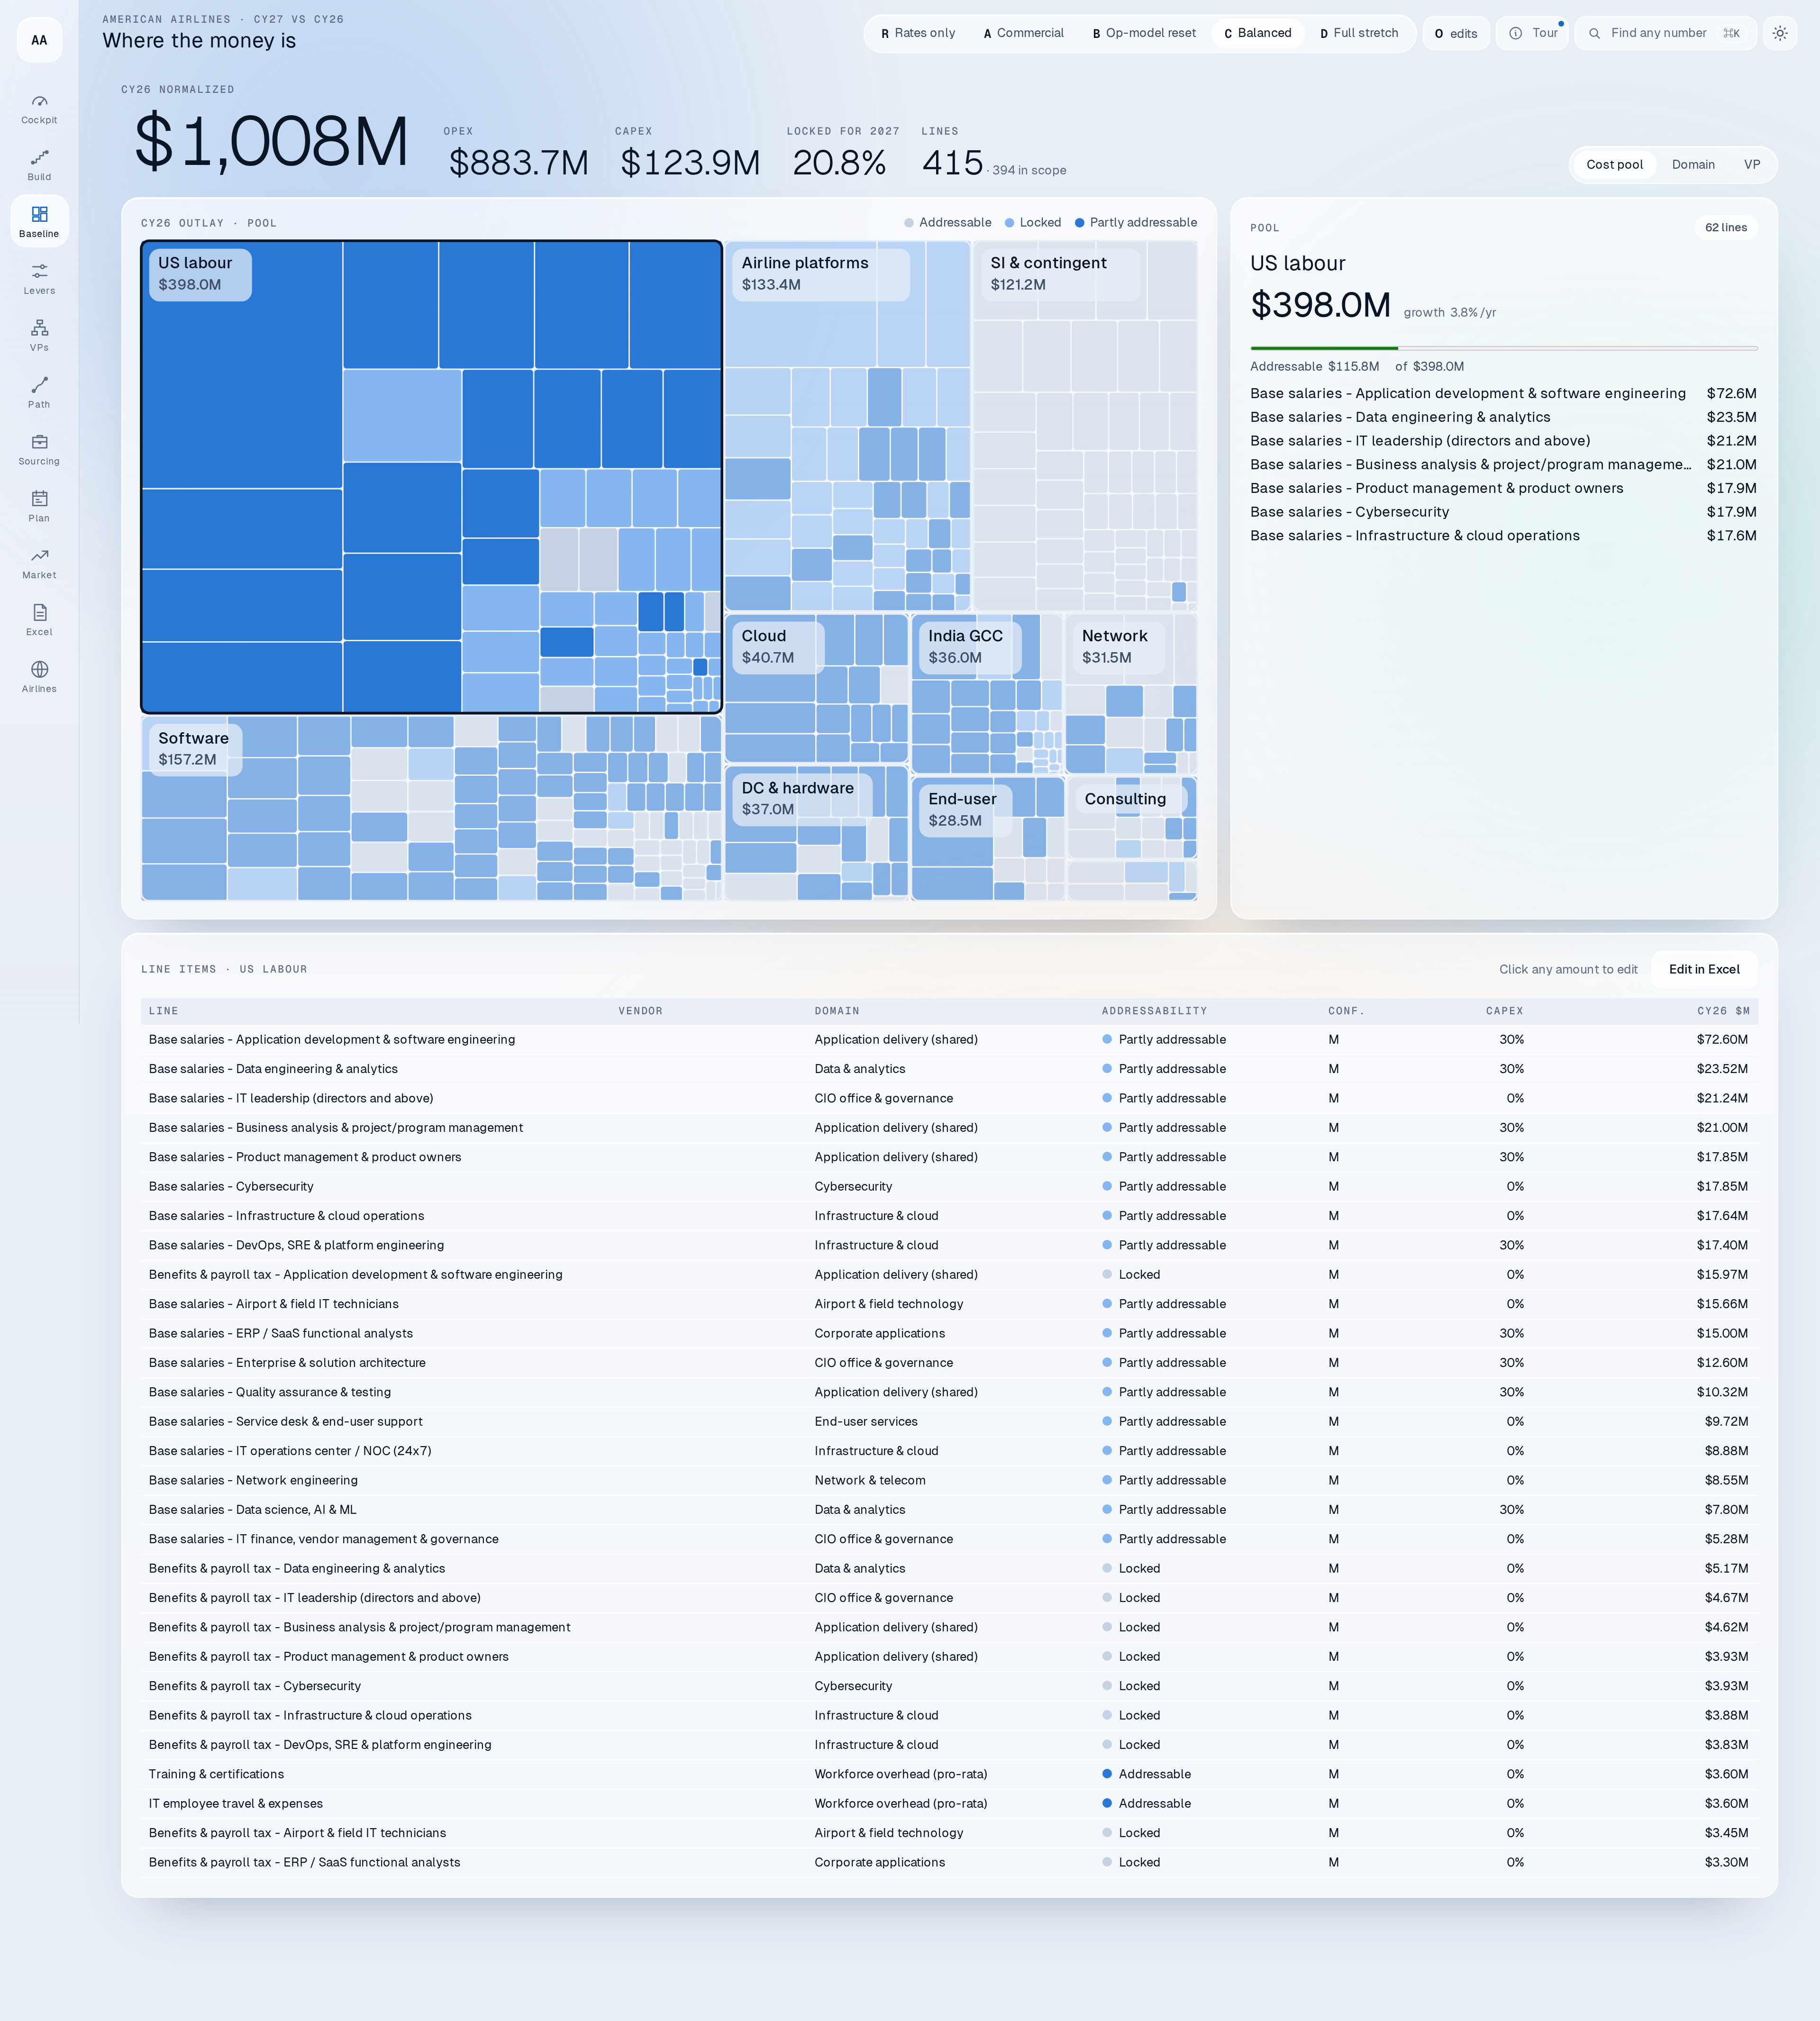 AA
AMERICAN AIRLINES · CY27 VS CY26
Where the money is
R Rates only A Commercial B Op-model reset C Balanced D Full stretch
0 edits
Tour
Find any number ⌘K
Cockpit
Build
Baseline
Levers
VPs
Path
Sourcing
Plan
Market
Excel
Airlines
CY26 NORMALIZED
$1,008M
OPEX
$883.7M
CAPEX
$123.9M
LOCKED FOR 2027
20.8%
LINES
415 · 394 in scope
Cost pool Domain VP
CY26 OUTLAY · POOL
Addressable Locked Partly addressable
US labour
$398.0M
Airline platforms
$133.4M
SI & contingent
$121.2M
Cloud
$40.7M
India GCC
$36.0M
Network
$31.5M
Software
$157.2M
DC & hardware
$37.0M
End-user
$28.5M
Consulting
POOL
62 lines
US labour
$398.0M growth 3.8%/yr
Addressable $115.8M of $398.0M
Base salaries - Application development & software engineering $72.6M
Base salaries - Data engineering & analytics $23.5M
Base salaries - IT leadership (directors and above) $21.2M
Base salaries - Business analysis & project/program manageme... $21.0M
Base salaries - Product management & product owners $17.9M
Base salaries - Cybersecurity $17.9M
Base salaries - Infrastructure & cloud operations $17.6M
LINE ITEMS · US LABOUR
Click any amount to edit
Edit in Excel
LINE VENDOR DOMAIN ADDRESSABILITY CONF. CAPEX CY26 $M
Base salaries - Application development & software engineering Application delivery (shared) Partly addressable M 30% $72.60M
Base salaries - Data engineering & analytics Data & analytics Partly addressable M 30% $23.52M
Base salaries - IT leadership (directors and above) CIO office & governance Partly addressable M 0% $21.24M
Base salaries - Business analysis & project/program management Application delivery (shared) Partly addressable M 30% $21.00M
Base salaries - Product management & product owners Application delivery (shared) Partly addressable M 30% $17.85M
Base salaries - Cybersecurity Cybersecurity Partly addressable M 0% $17.85M
Base salaries - Infrastructure & cloud operations Infrastructure & cloud Partly addressable M 0% $17.64M
Base salaries - DevOps, SRE & platform engineering Infrastructure & cloud Partly addressable M 30% $17.40M
Benefits & payroll tax - Application development & software engineering Application delivery (shared) Locked M 0% $15.97M
Base salaries - Airport & field IT technicians Airport & field technology Partly addressable M 0% $15.66M
Base salaries - ERP / SaaS functional analysts Corporate applications Partly addressable M 30% $15.00M
Base salaries - Enterprise & solution architecture CIO office & governance Partly addressable M 30% $12.60M
Base salaries - Quality assurance & testing Application delivery (shared) Partly addressable M 30% $10.32M
Base salaries - Service desk & end-user support End-user services Partly addressable M 0% $9.72M
Base salaries - IT operations center / NOC (24x7) Infrastructure & cloud Partly addressable M 0% $8.88M
Base salaries - Network engineering Network & telecom Partly addressable M 0% $8.55M
Base salaries - Data science, AI & ML Data & analytics Partly addressable M 30% $7.80M
Base salaries - IT finance, vendor management & governance CIO office & governance Partly addressable M 0% $5.28M
Benefits & payroll tax - Data engineering & analytics Data & analytics Locked M 0% $5.17M
Benefits & payroll tax - IT leadership (directors and above) CIO office & governance Locked M 0% $4.67M
Benefits & payroll tax - Business analysis & project/program management Application delivery (shared) Locked M 0% $4.62M
Benefits & payroll tax - Product management & product owners Application delivery (shared) Locked M 0% $3.93M
Benefits & payroll tax - Cybersecurity Cybersecurity Locked M 0% $3.93M
Benefits & payroll tax - Infrastructure & cloud operations Infrastructure & cloud Locked M 0% $3.88M
Benefits & payroll tax - DevOps, SRE & platform engineering Infrastructure & cloud Locked M 0% $3.83M
Training & certifications Workforce overhead (pro-rata) Addressable M 0% $3.60M
IT employee travel & expenses Workforce overhead (pro-rata) Addressable M 0% $3.60M
Benefits & payroll tax - Airport & field IT technicians Airport & field technology Locked M 0% $3.45M
Benefits & payroll tax - ERP / SaaS functional analysts Corporate applications Locked M 0% $3.30M